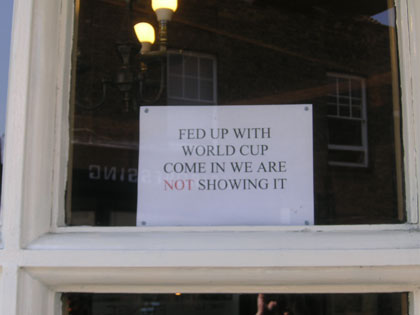 FED UP WITH
WORLD CUP
COME IN WE ARE
NOT SHOWING IT